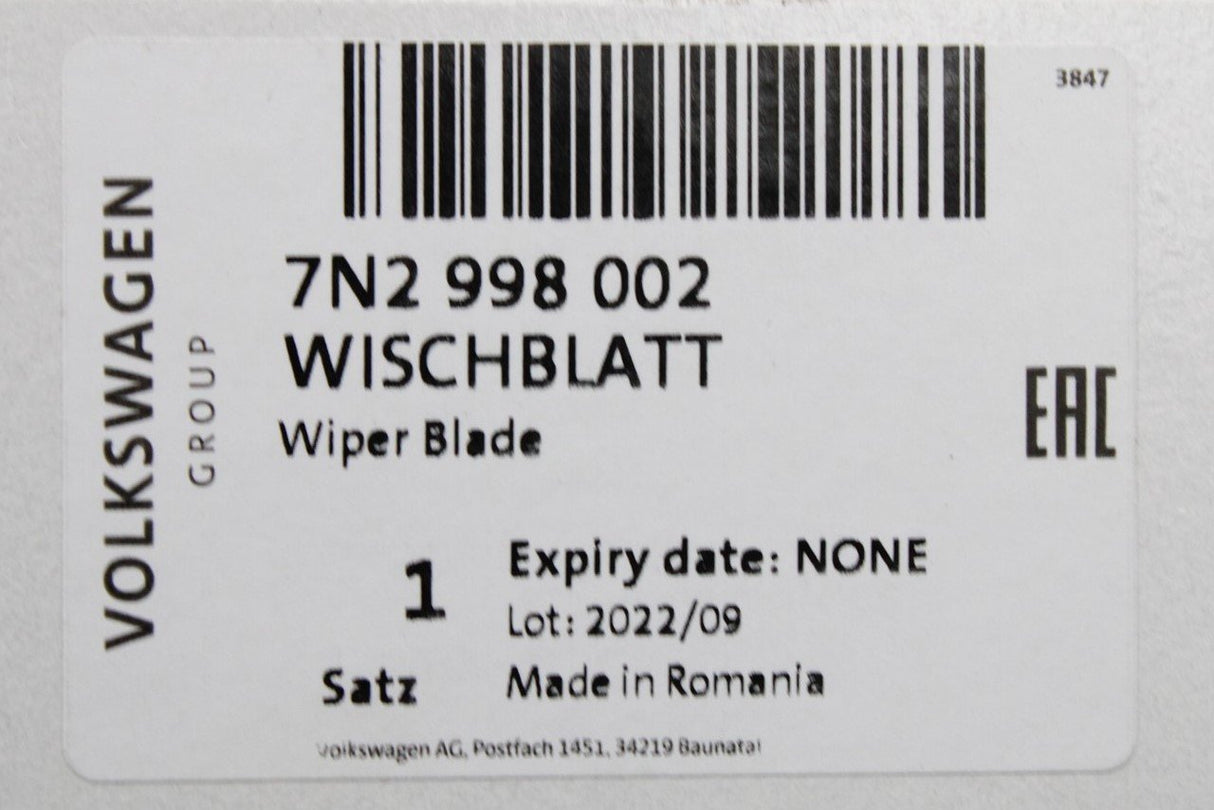 3847
VOLKSWAGEN
GROUP
7N2 998 002
WISCHBLATT
Wiper Blade
EAC
1
Expiry date: NONE
Lot: 2022/09
Satz
Made in Romania
Volkswagen AG, Postfach 1451, 34219 Baunatal